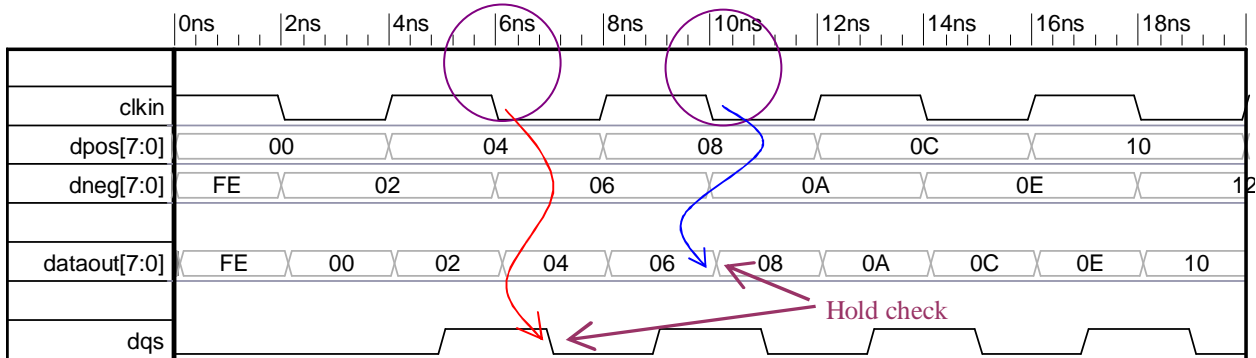 0ns 2ns 4ns 6ns 8ns 10ns 12ns 14ns 16ns 18ns
clkin
dpos[7:0] 00 04 08 0C 10
dneg[7:0] FE 02 06 0A 0E 12
dataout[7:0] FE 00 02 04 06 08 0A 0C 0E 10
Hold check
dqs